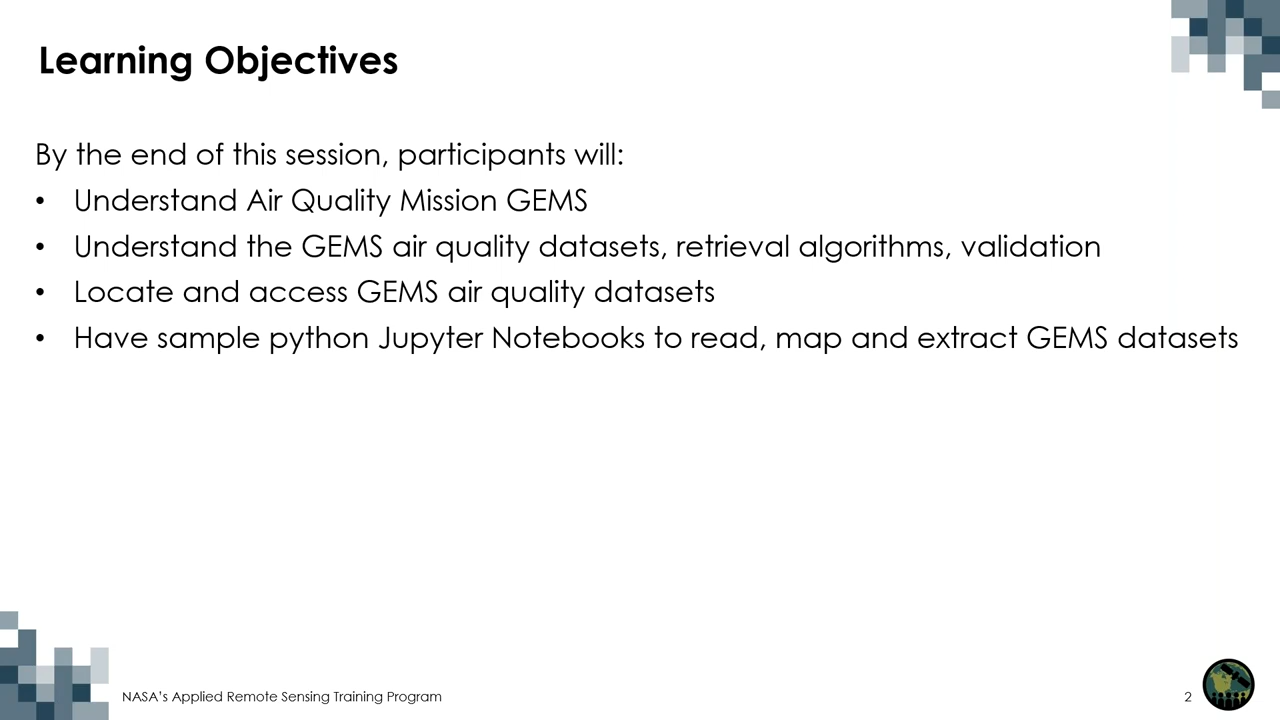 Learning Objectives
By the end of this session, participants will:
• Understand Air Quality Mission GEMS
• Understand the GEMS air quality datasets, retrieval algorithms, validation
• Locate and access GEMS air quality datasets
• Have sample python Jupyter Notebooks to read, map and extract GEMS datasets
NASA's Applied Remote Sensing Training Program
2